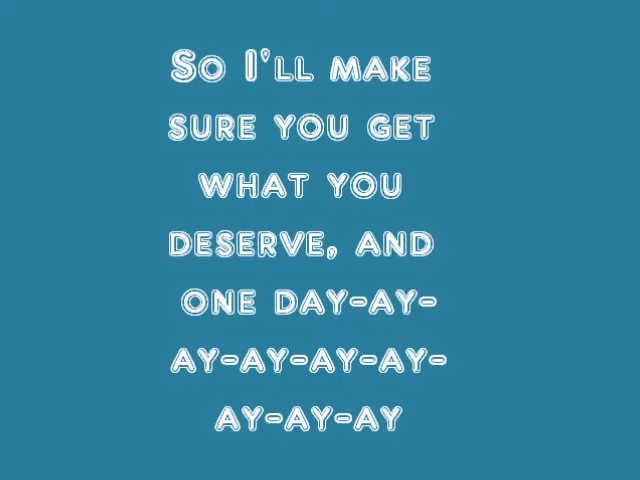 So I'll make
sure you get
what you
deserve, and
one day-ay-
ay-ay-ay-ay-
ay-ay-ay